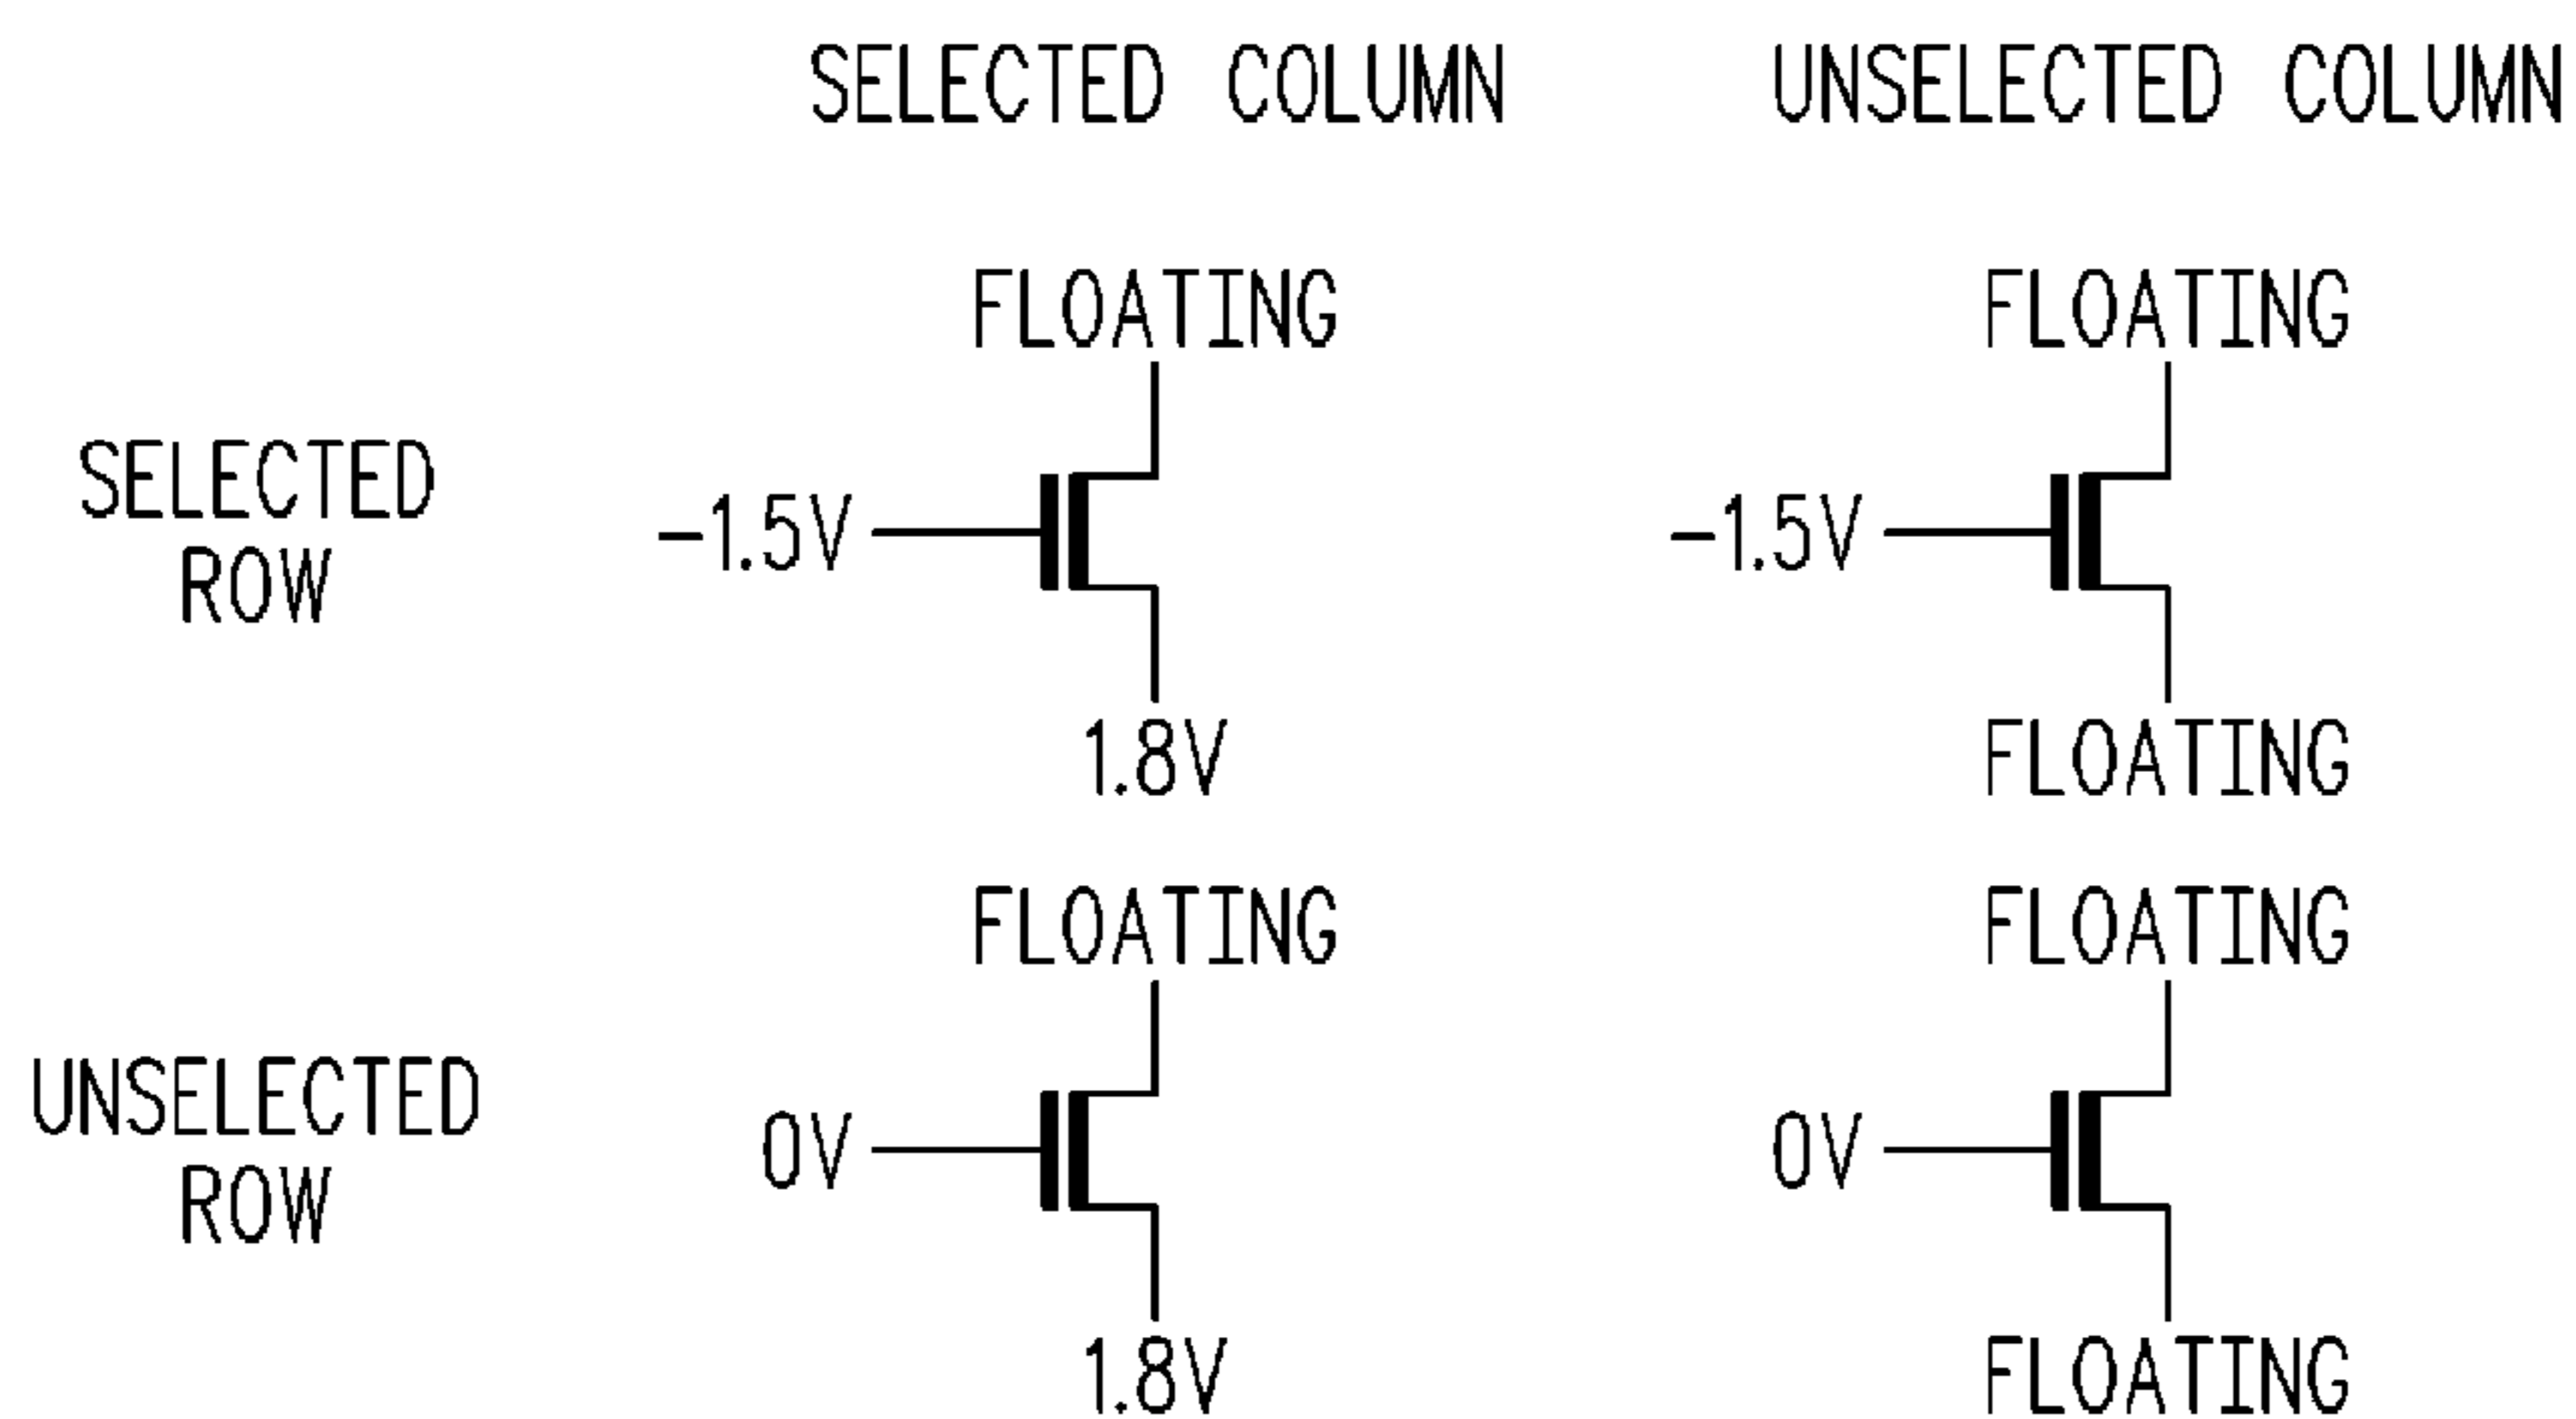 SELECTED COLUMN UNSELECTED COLUMN
FLOATING FLOATING
SELECTED
ROW
-1.5V -1.5V
1.8V FLOATING
FLOATING FLOATING
UNSELECTED
ROW
0V 0V
1.8V FLOATING